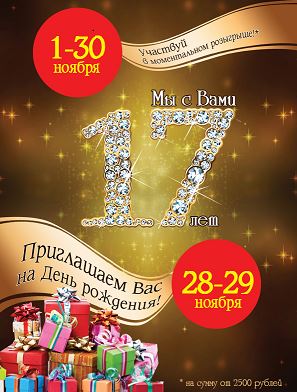 1-30
ноября
Участвуй
в моментальном розыгрыше!*
Мы с Вами
17
лет
Приглашаем Вас
на День рождения!
28-29
ноября
* на сумму от 2500 рублей